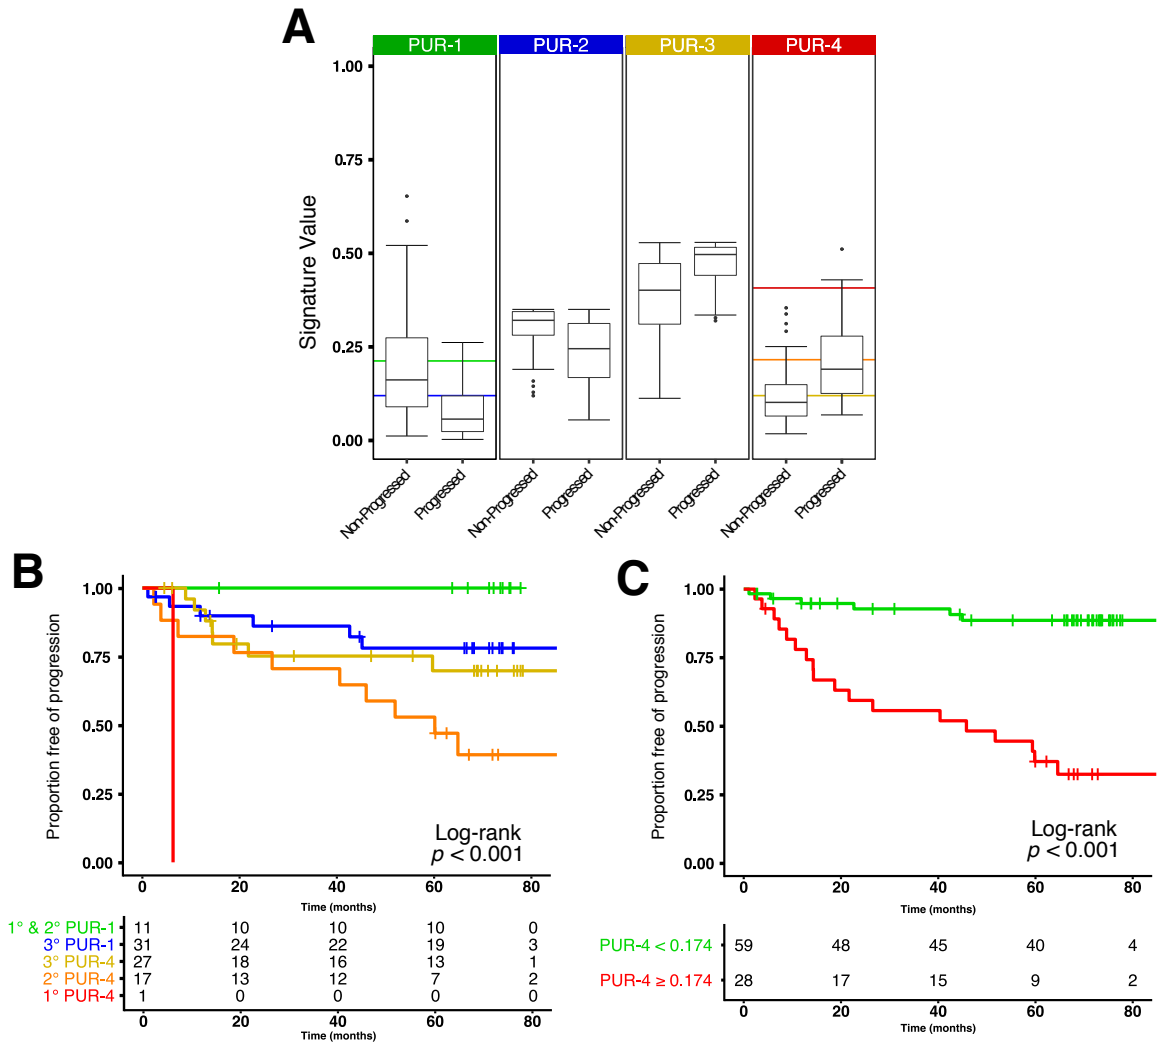 A
PUR-1 PUR-2 PUR-3 PUR-4
Signature Value
1.00
0.75
0.50
0.25
0.00
Non-Progressed Progressed Non-Progressed Progressed Non-Progressed Progressed Non-Progressed Progressed
B
Proportion free of progression
1.00
0.75
0.50
0.25
0.00
Log-rank
p < 0.001
0 20 40 60 80
Time (months)
1° & 2° PUR-1 11 10 10 10 0
3° PUR-1 31 24 22 19 3
3° PUR-4 27 18 16 13 1
2° PUR-4 17 13 12 7 2
1° PUR-4 1 0 0 0 0
0 20 40 60 80
Time (months)
C
Proportion free of progression
1.00
0.75
0.50
0.25
0.00
Log-rank
p < 0.001
0 20 40 60 80
Time (months)
PUR-4 < 0.174 59 48 45 40 4
PUR-4 ≥ 0.174 28 17 15 9 2
0 20 40 60 80
Time (months)